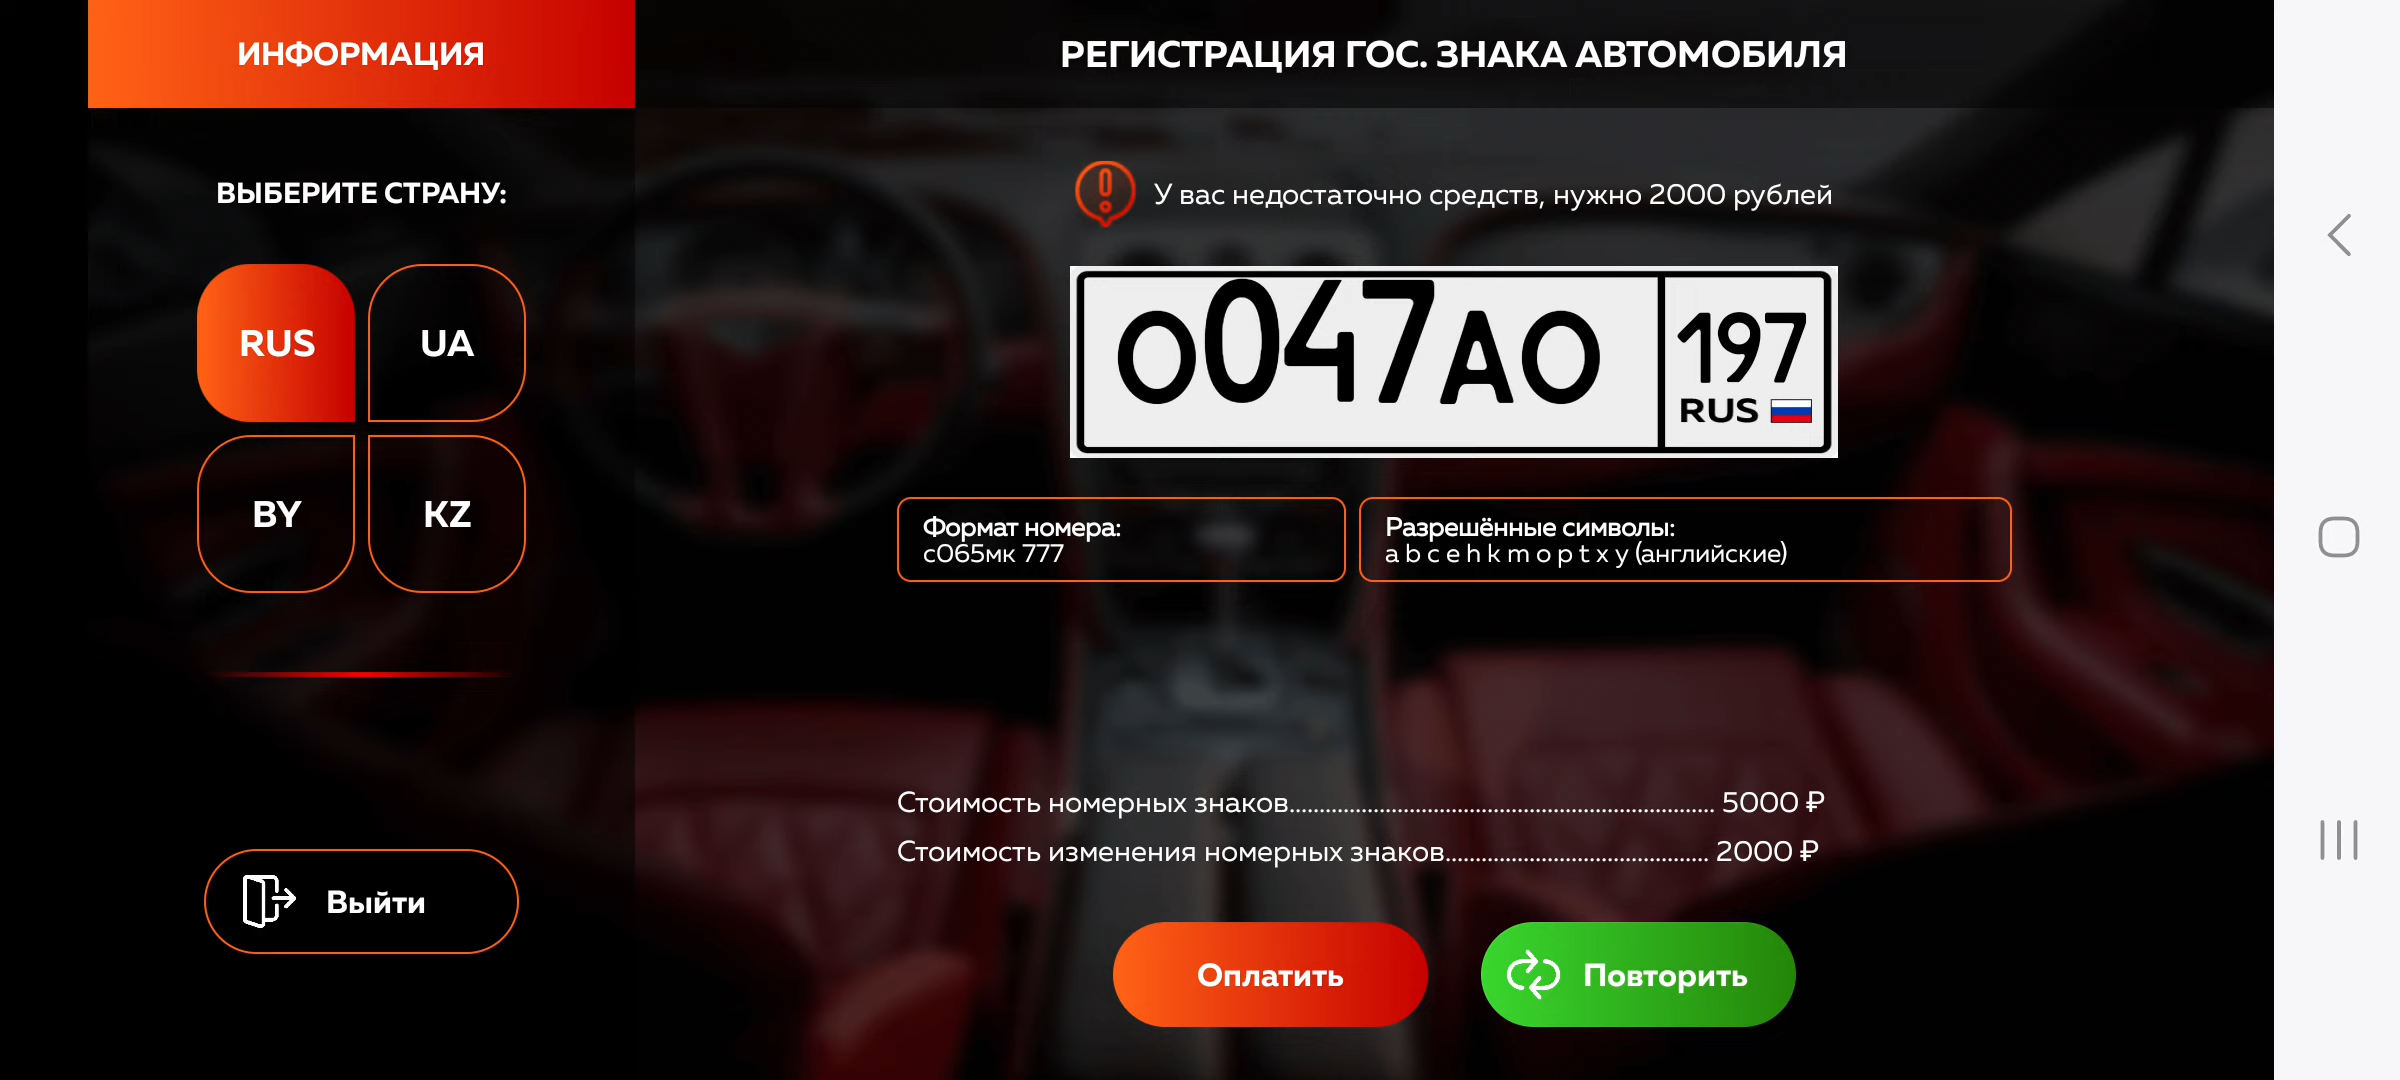 ИНФОРМАЦИЯ
РЕГИСТРАЦИЯ ГОС. ЗНАКА АВТОМОБИЛЯ
ВЫБЕРИТЕ СТРАНУ:
RUS
UA
BY
KZ
Выйти
У вас недостаточно средств, нужно 2000 рублей
О047АО
197
RUS
Формат номера:
с065мк 777
Разрешённые символы:
a b c e h k m o p t x y (английские)
Стоимость номерных знаков....................................................................... 5000 ₽
Стоимость изменения номерных знаков............................................ 2000 ₽
Оплатить
Повторить